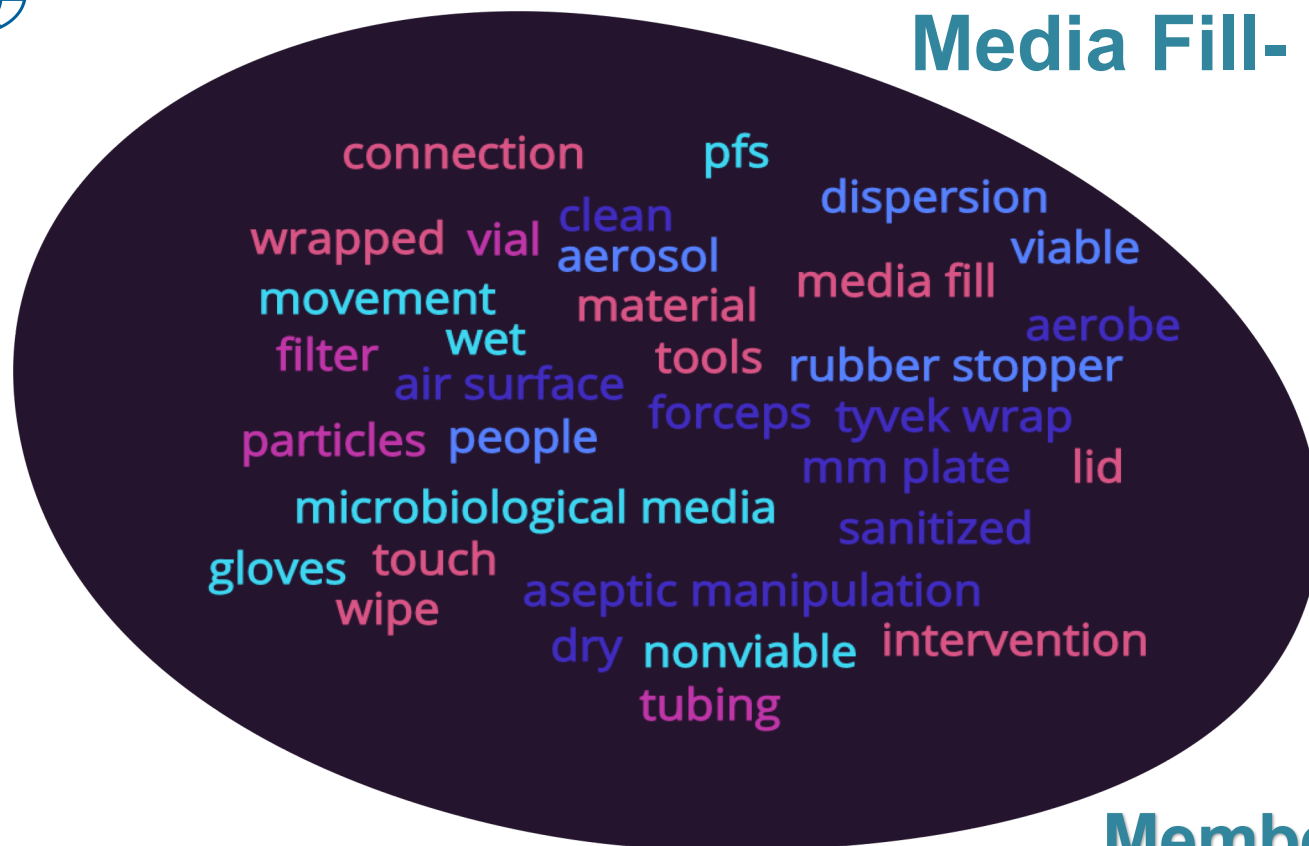 Media Fill-
connection
pfs
dispersion
clean
wrapped
vial
aerosol
viable
media fill
movement
material
aerobe
wet
filter
tools
rubber stopper
air surface
forceps
tyvek wrap
particles
people
mm plate
lid
microbiological media
sanitized
touch
gloves
aseptic manipulation
wipe
dry
nonviable
intervention
tubing